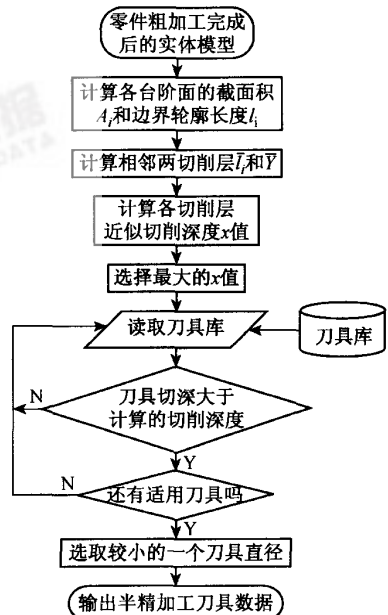 零件粗加工完成
后的实体模型
计算各台阶面的截面积
Aᵢ和边界轮廓长度lᵢ
计算相邻两切削层l̅ᵢ和Y̅
计算各切削层
近似切削深度x值
选择最大的x值
读取刀具库
刀具库
刀具切深大于
计算的切削深度
N
Y
还有适用刀具吗
N
Y
选取较小的一个刀具直径
输出半精加工刀具数据
据